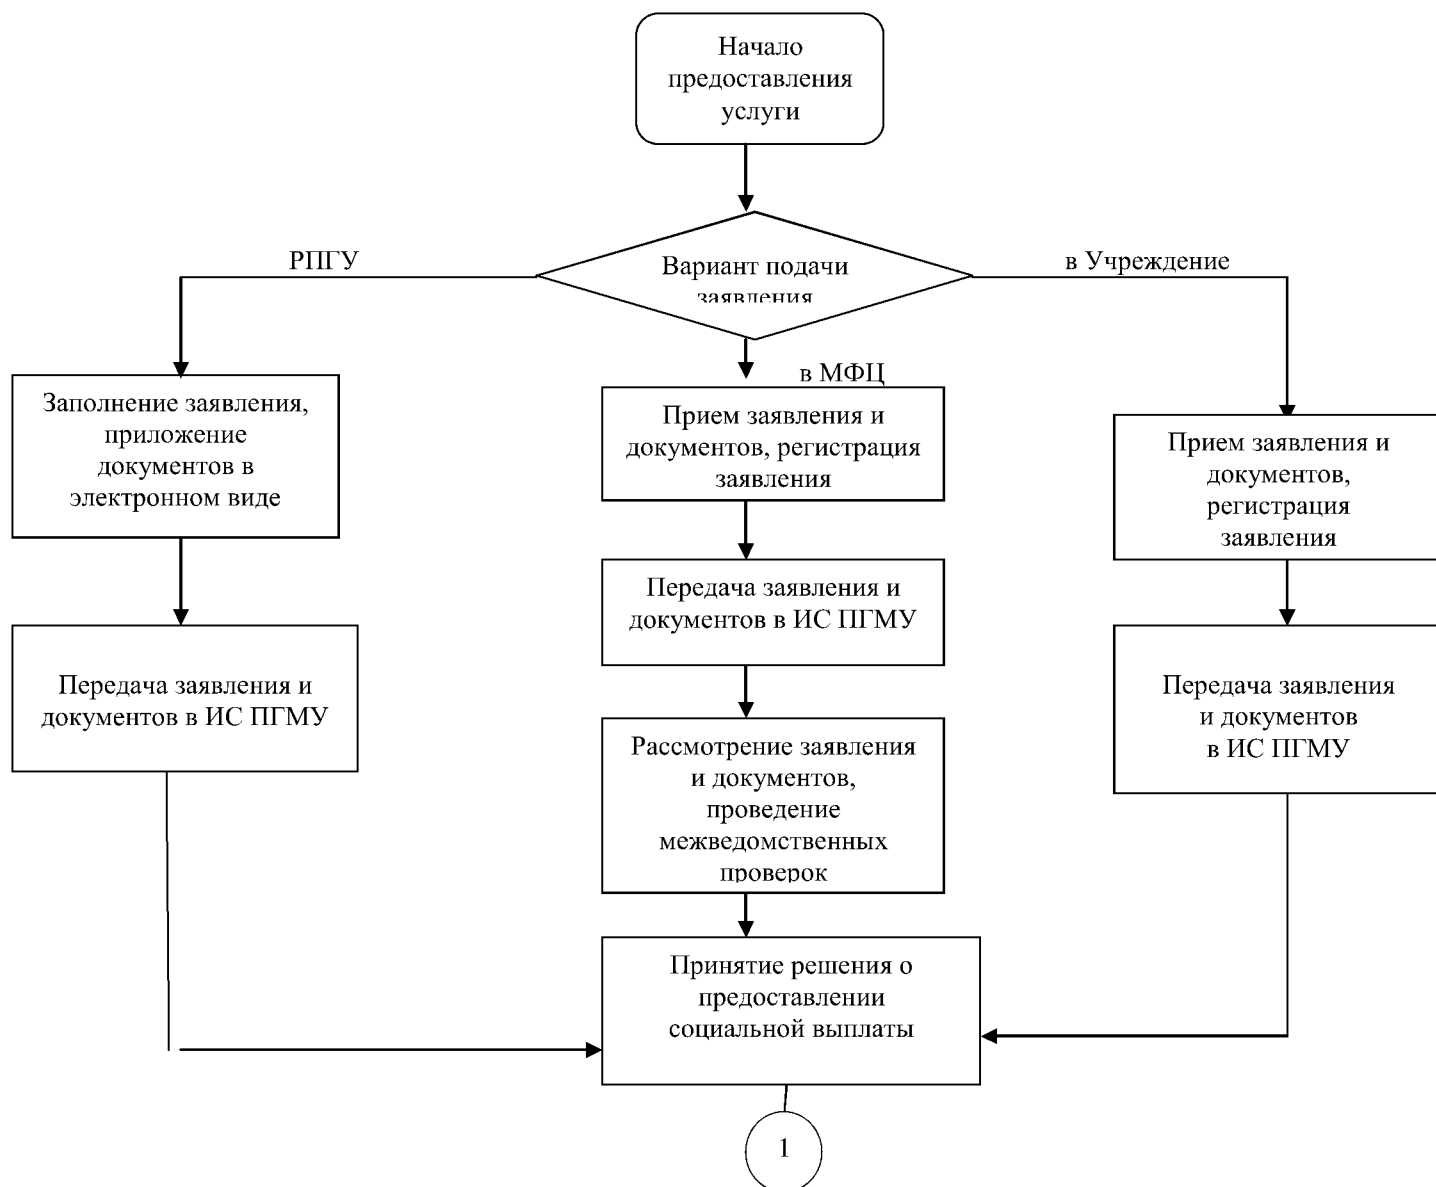 Начало
предоставления
услуги
РПГУ
Вариант подачи
заявления
в Учреждение
в МФЦ
Заполнение заявления,
приложение
документов в
электронном виде
Прием заявления и
документов, регистрация
заявления
Прием заявления и
документов,
регистрация
заявления
Передача заявления и
документов в ИС ПГМУ
Передача заявления и
документов в ИС ПГМУ
Передача заявления
и документов
в ИС ПГМУ
Рассмотрение заявления
и документов,
проведение
межведомственных
проверок
Принятие решения о
предоставлении
социальной выплаты
1